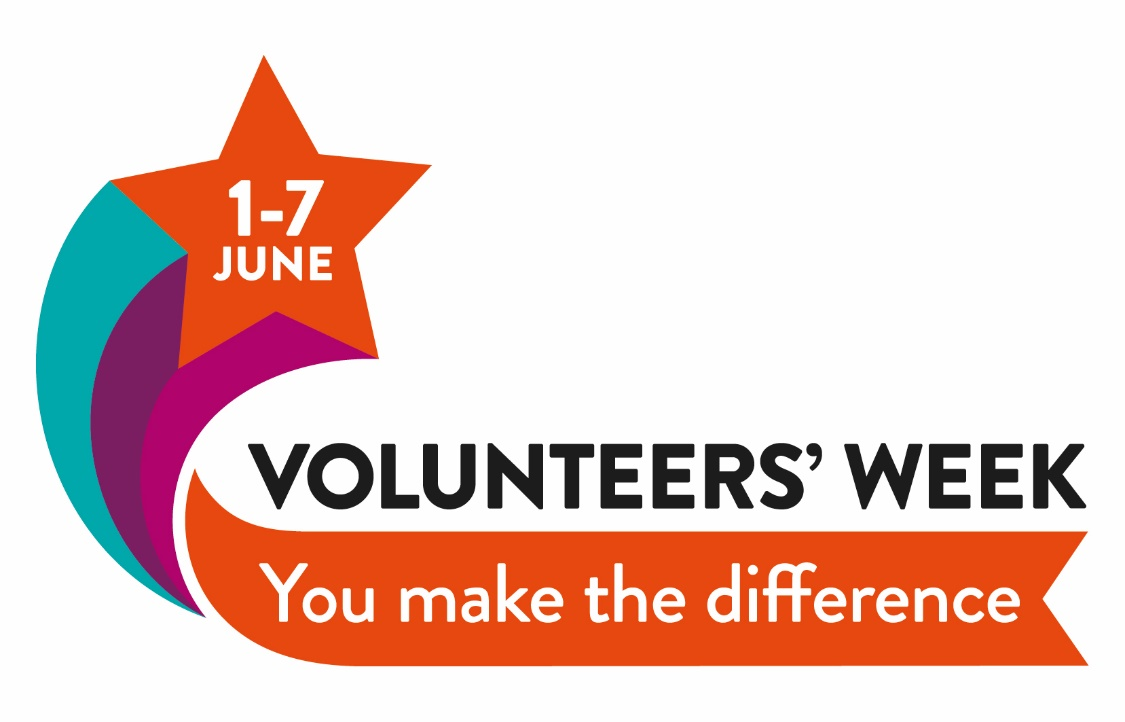 1-7
JUNE
VOLUNTEERS’ WEEK
You make the difference